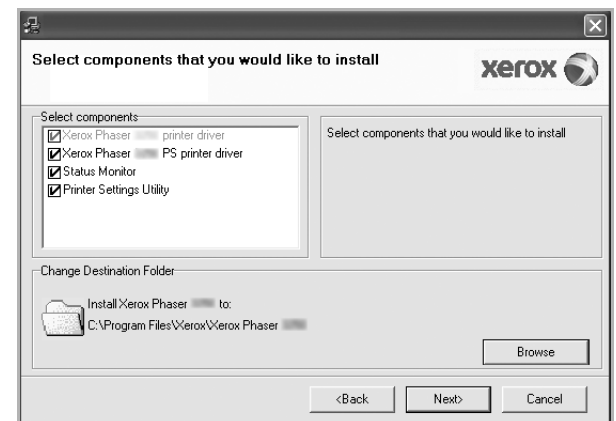 Select components that you would like to install
xerox
Select components
Xerox Phaser printer driver
Xerox Phaser PS printer driver
Status Monitor
Printer Settings Utility
Select components that you would like to install
Change Destination Folder
Install Xerox Phaser to:
C:\Program Files\Xerox\Xerox Phaser
Browse
<Back Next> Cancel